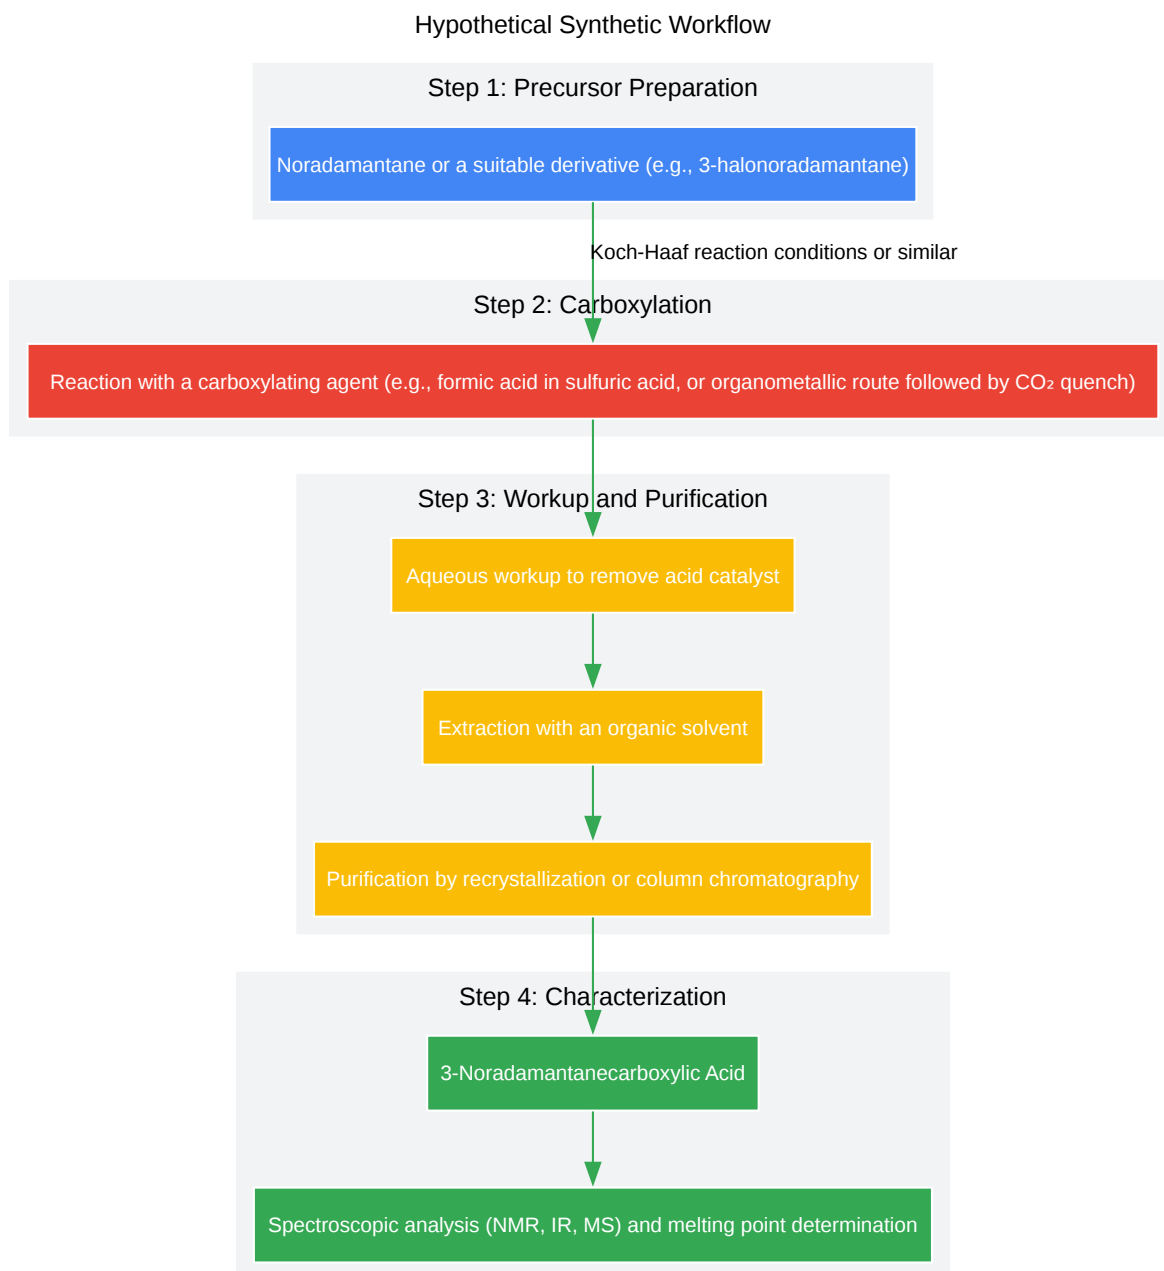 Hypothetical Synthetic Workflow
Step 1: Precursor Preparation
Noradamantane or a suitable derivative (e.g., 3-halonoradamantane)
Koch-Haaf reaction conditions or similar
Step 2: Carboxylation
Reaction with a carboxylating agent (e.g., formic acid in sulfuric acid, or organometallic route followed by CO₂ quench)
Step 3: Workup and Purification
Aqueous workup to remove acid catalyst
Extraction with an organic solvent
Purification by recrystallization or column chromatography
Step 4: Characterization
3-Noradamantanecarboxylic Acid
Spectroscopic analysis (NMR, IR, MS) and melting point determination